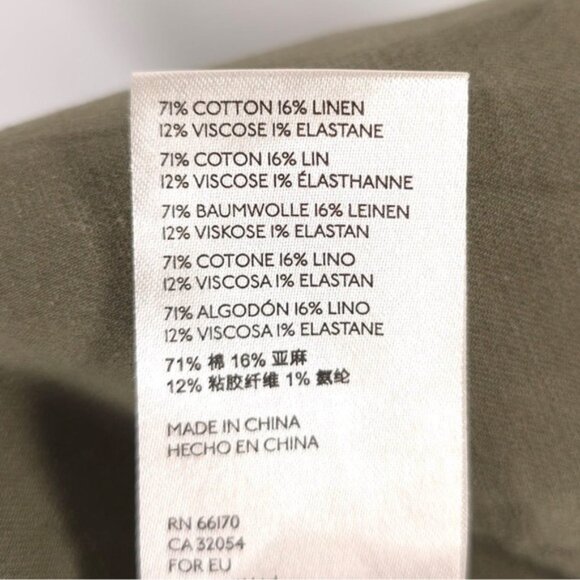 71% COTTON 16% LINEN
12% VISCOSE 1% ELASTANE
71% COTON 16% LIN
12% VISCOSE 1% ÉLASTHANNE
71% BAUMWOLLE 16% LEINEN
12% VISKOSE 1% ELASTAN
71% COTONE 16% LINO
12% VISCOSA 1% ELASTAN
71% ALGODÓN 16% LINO
12% VISCOSA 1% ELASTANE
71% 棉 16% 亚麻
12% 粘胶纤维 1% 氨纶
MADE IN CHINA
HECHO EN CHINA
RN 66170
CA 32054
FOR EU